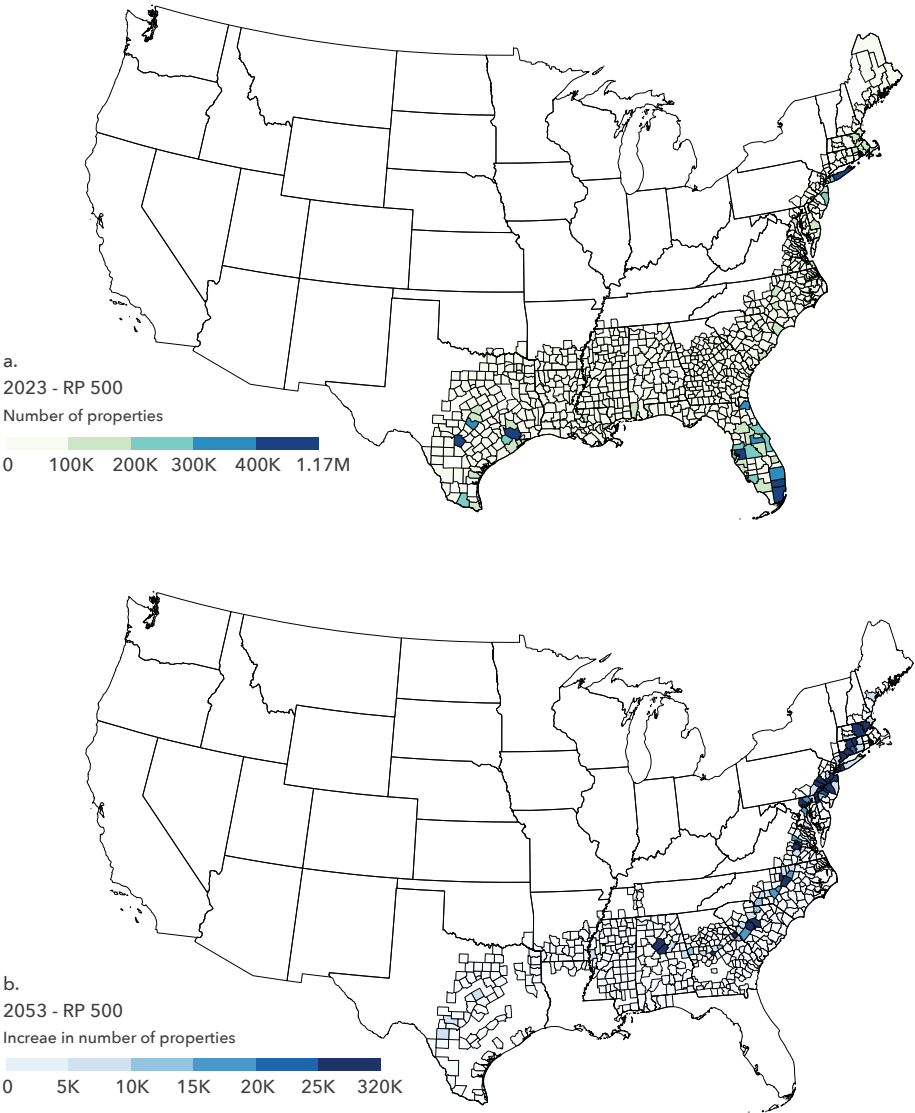 a.
2023 - RP 500
Number of properties
0 100K 200K 300K 400K 1.17M
b.
2053 - RP 500
Increae in number of properties
0 5K 10K 15K 20K 25K 320K